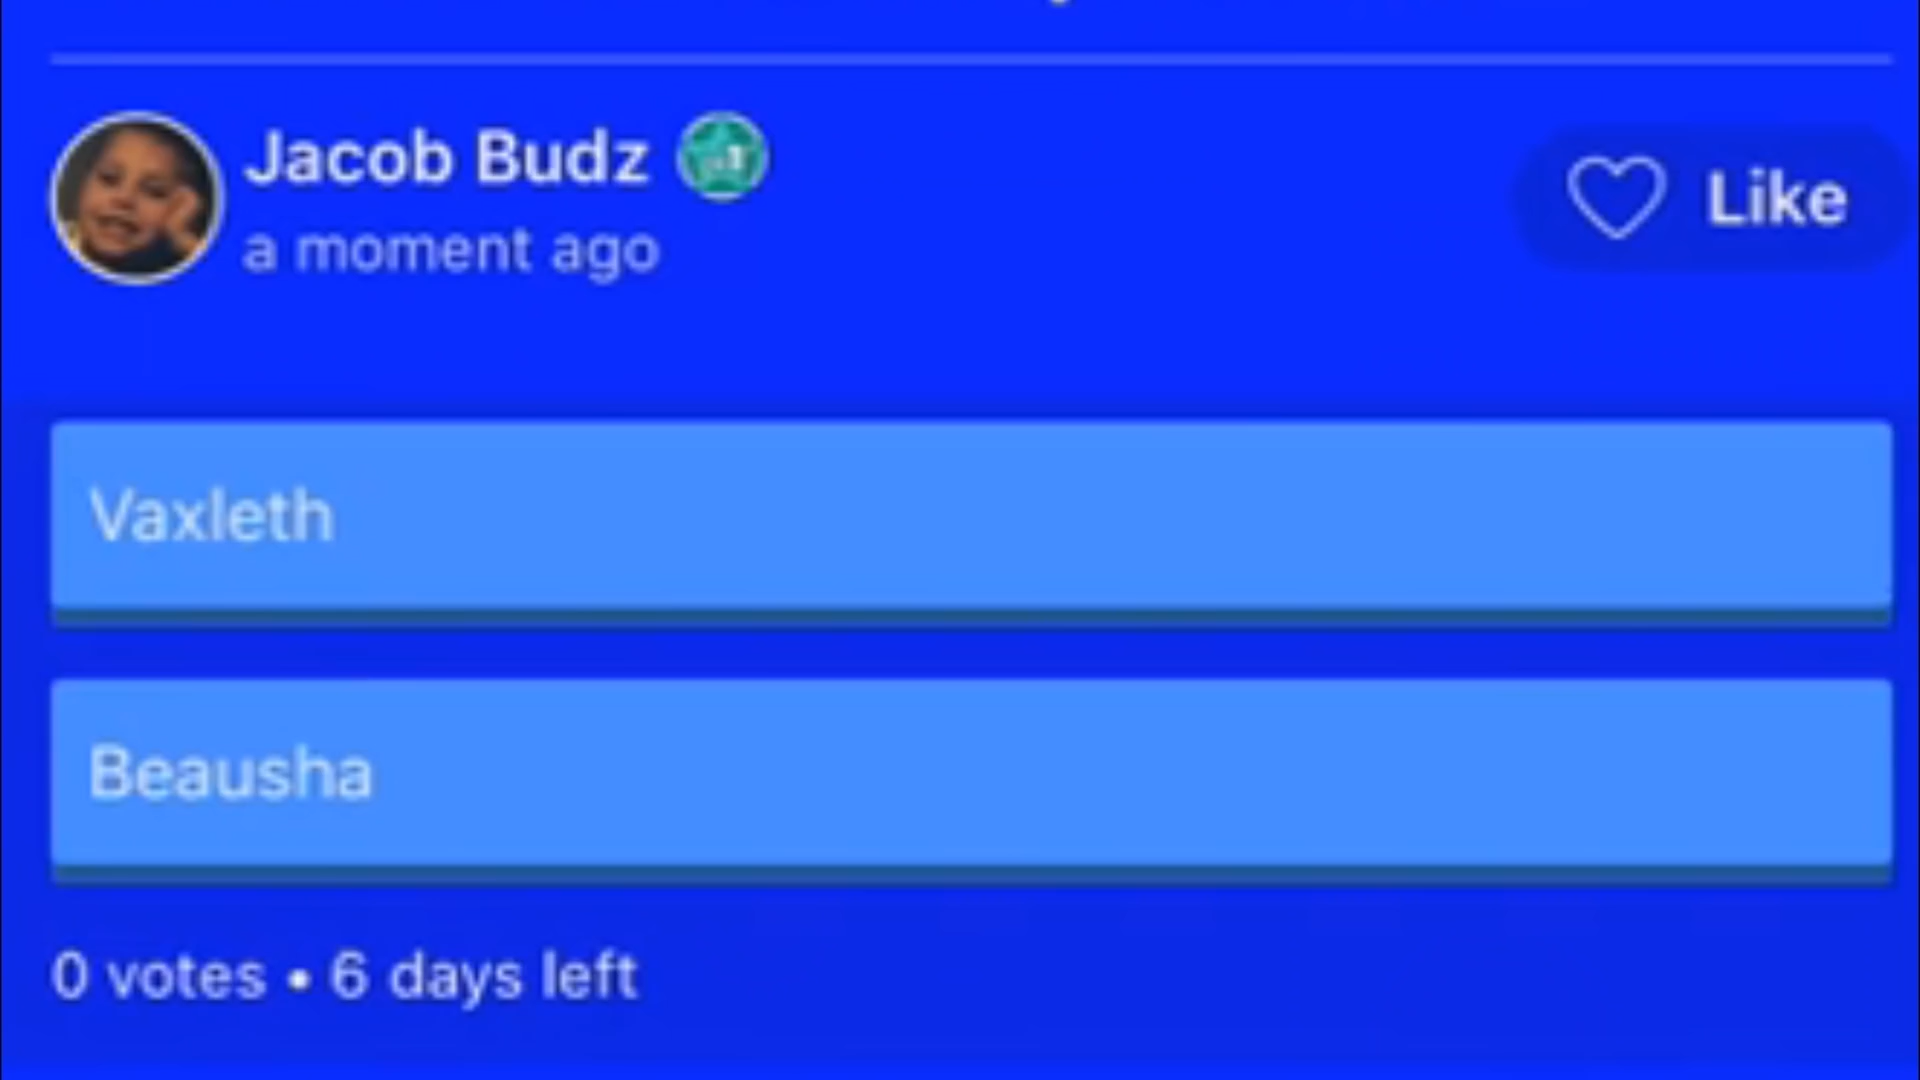 Jacob Budz
a moment ago
Like
Vaxleth
Beausha
0 votes • 6 days left